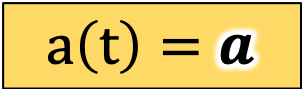 a(t) = a